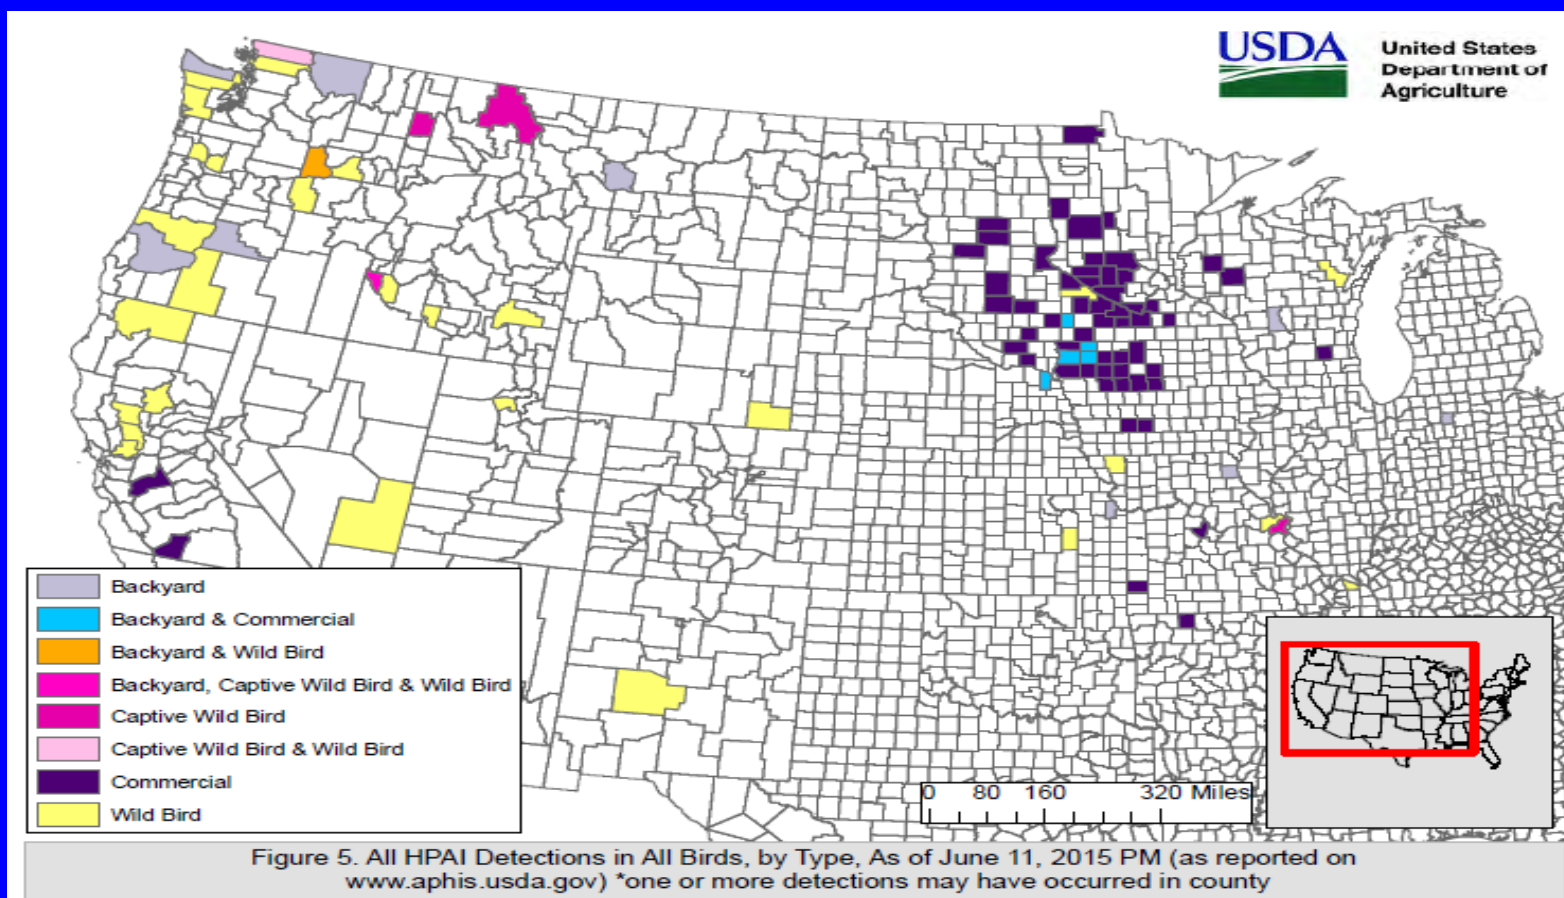 USDA
United States
Department of
Agriculture
Backyard
Backyard & Commercial
Backyard & Wild Bird
Backyard, Captive Wild Bird & Wild Bird
Captive Wild Bird
Captive Wild Bird & Wild Bird
Commercial
Wild Bird
0 80 160 320 Miles
Figure 5. All HPAI Detections in All Birds, by Type, As of June 11, 2015 PM (as reported on
www.aphis.usda.gov) *one or more detections may have occurred in county